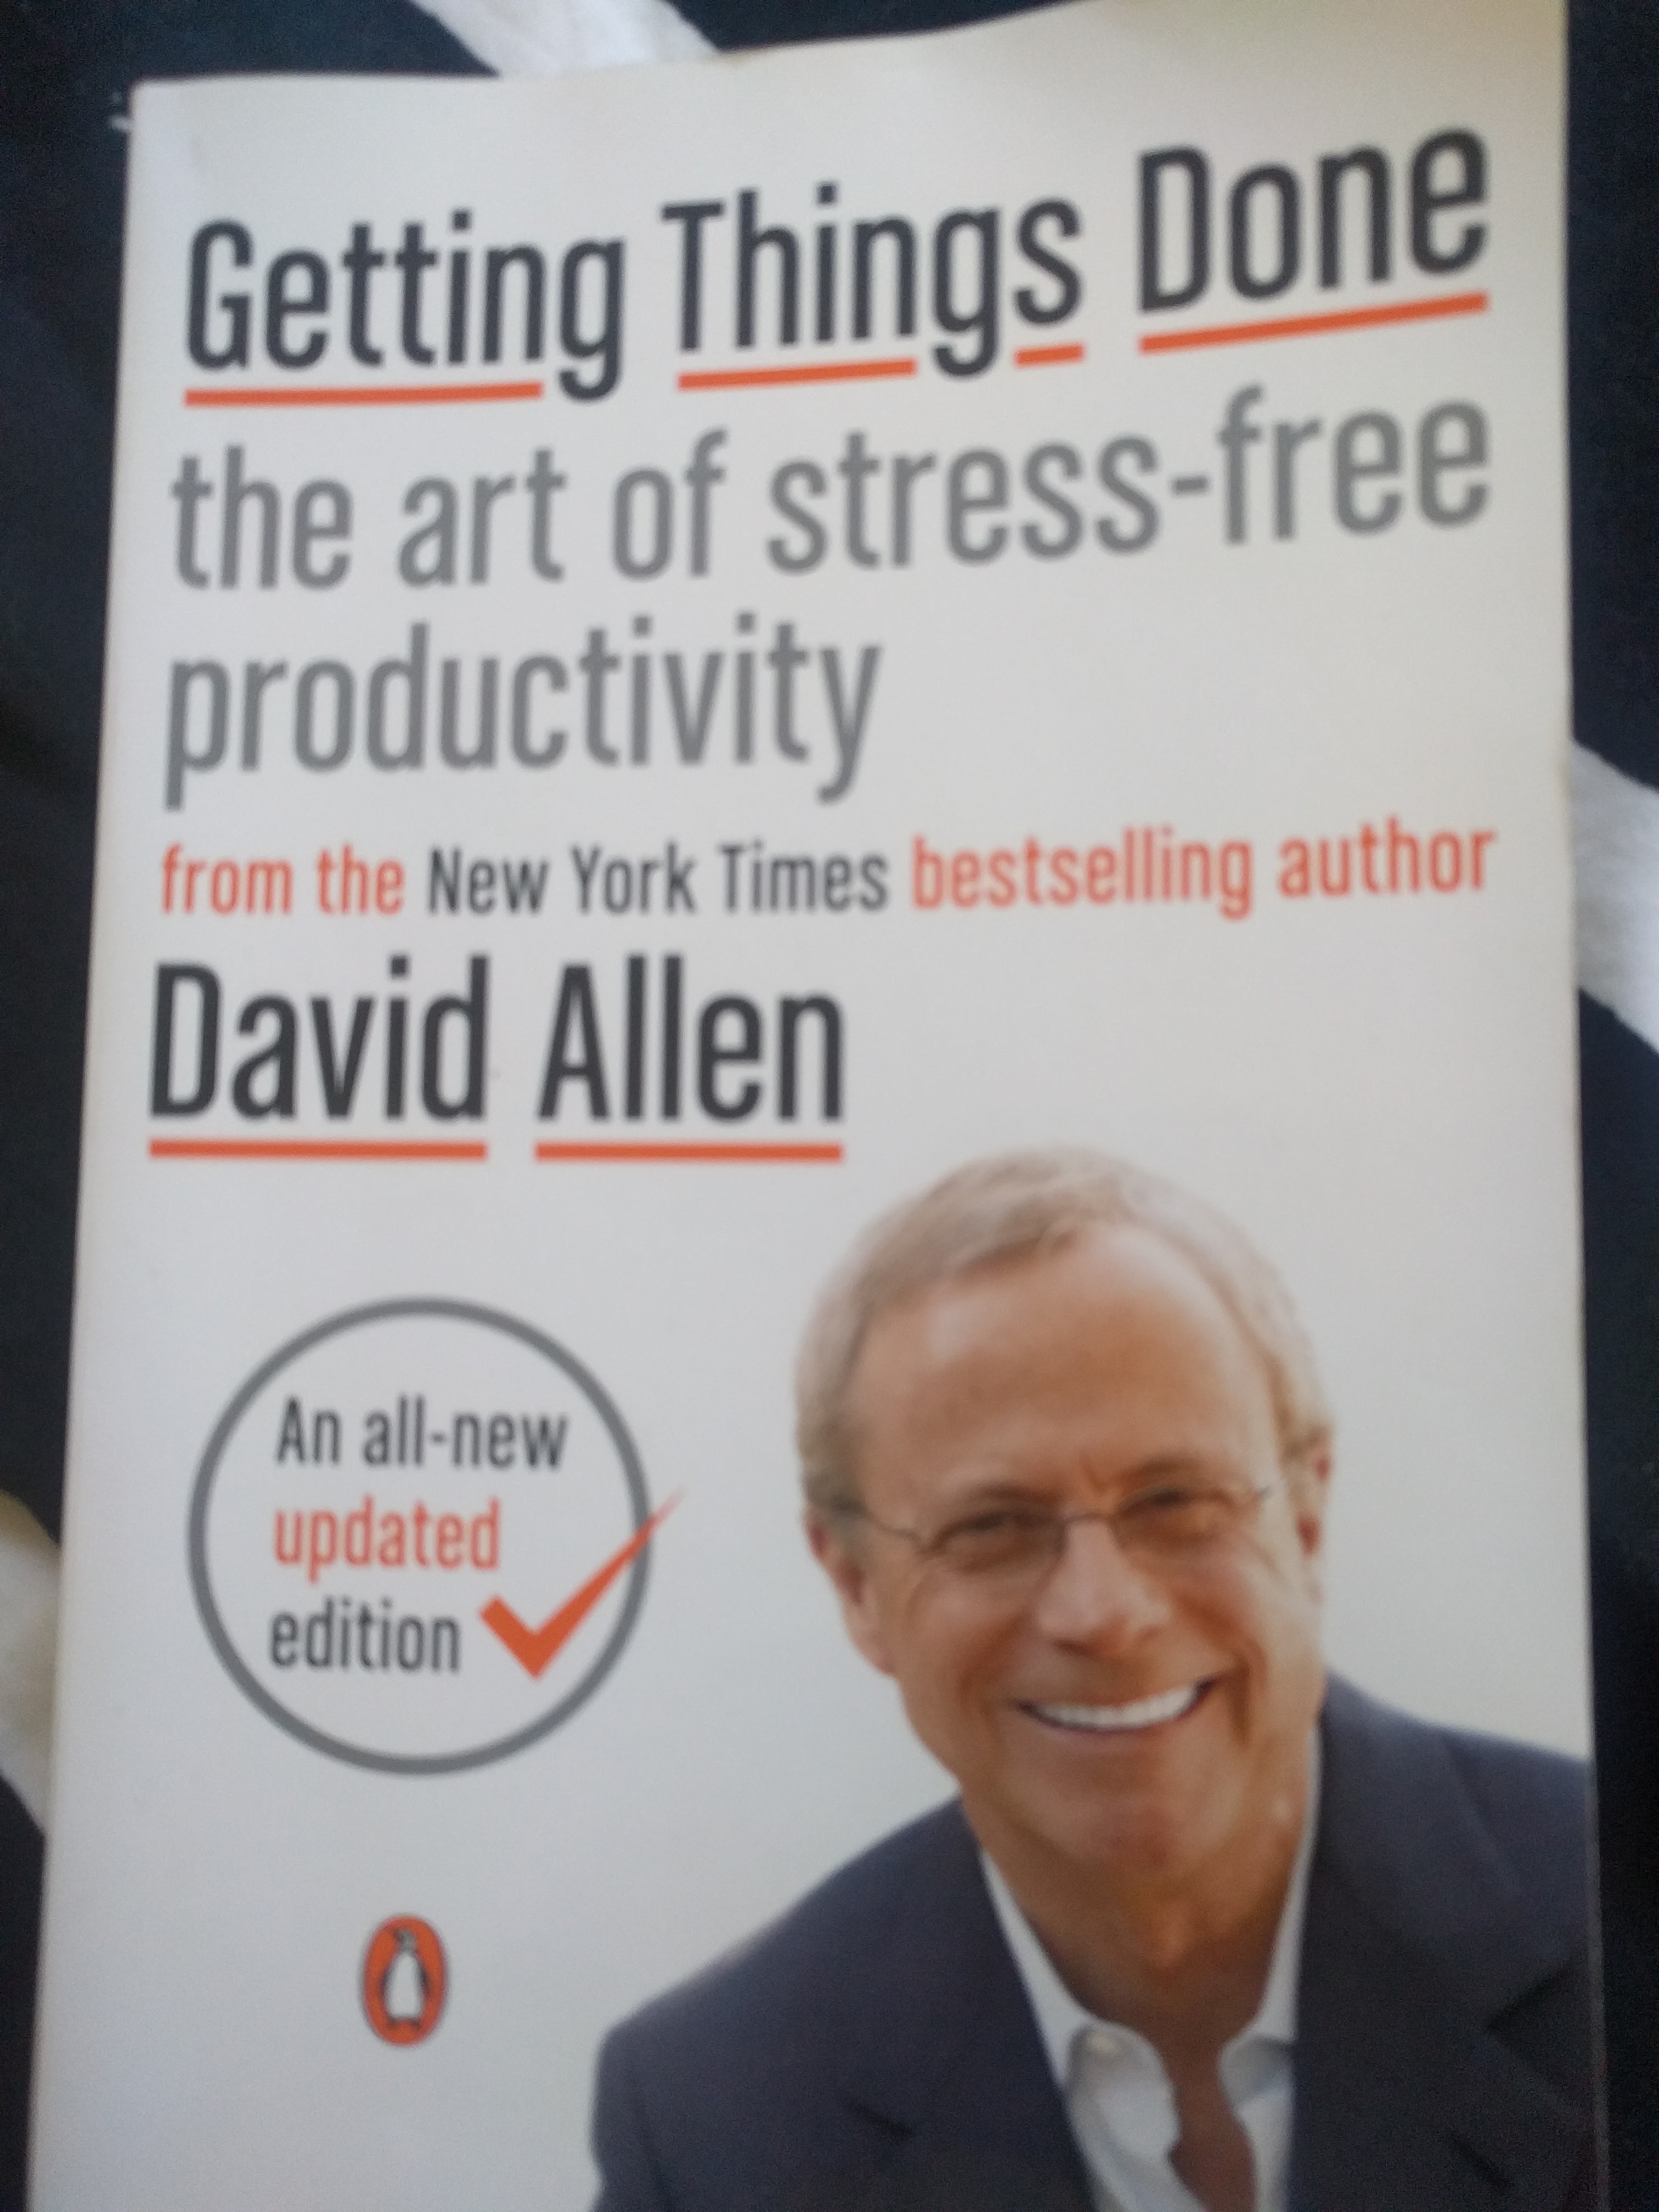 Getting Things Done
the art of stress-free
productivity
from the New York Times bestselling author
David Allen
An all-new
updated
edition